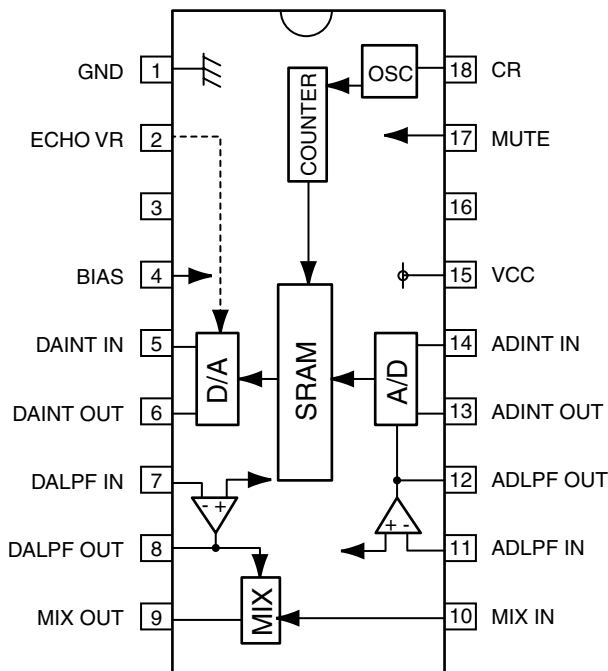 GND 1
OSC
18 CR
COUNTER
ECHO VR 2
17 MUTE
3
16
BIAS 4
15 VCC
DAINT IN 5
14 ADINT IN
D/A
SRAM
A/D
DAINT OUT 6
13 ADINT OUT
DALPF IN 7
12 ADLPF OUT
- +
+ -
DALPF OUT 8
11 ADLPF IN
MIX OUT 9
MIX
10 MIX IN